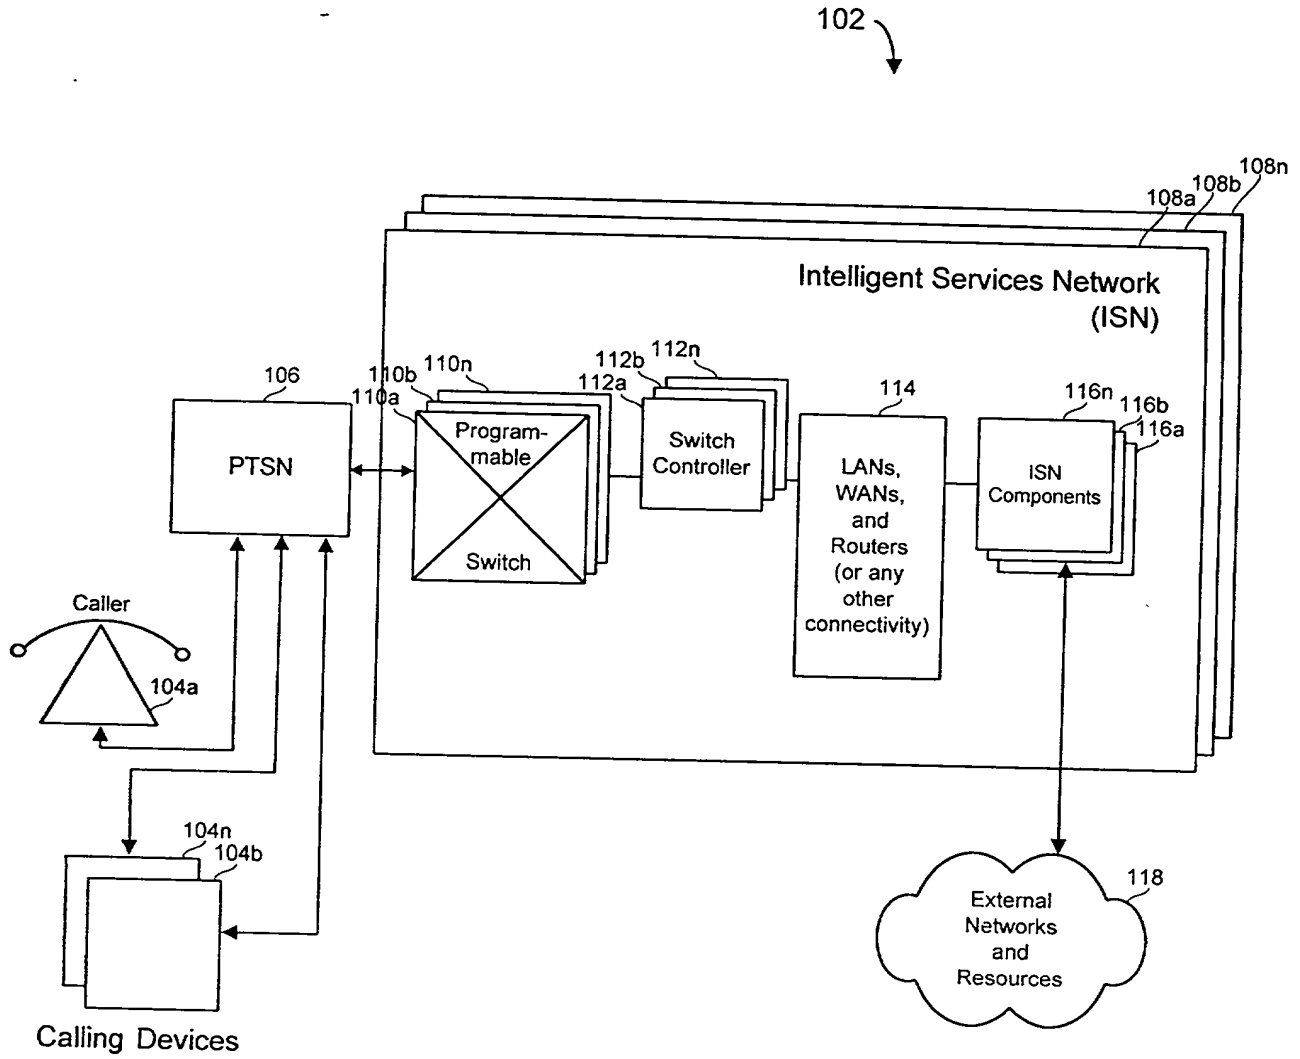 102
108n
108b
108a
Intelligent Services Network
(ISN)
106
PTSN
110n
110b
110a
Program-
mable
Switch
112n
112b
112a
Switch
Controller
114
LANs,
WANs,
and
Routers
(or any
other
connectivity)
116n
116b
116a
ISN
Components
Caller
104a
104n
104b
Calling Devices
118
External
Networks
and
Resources